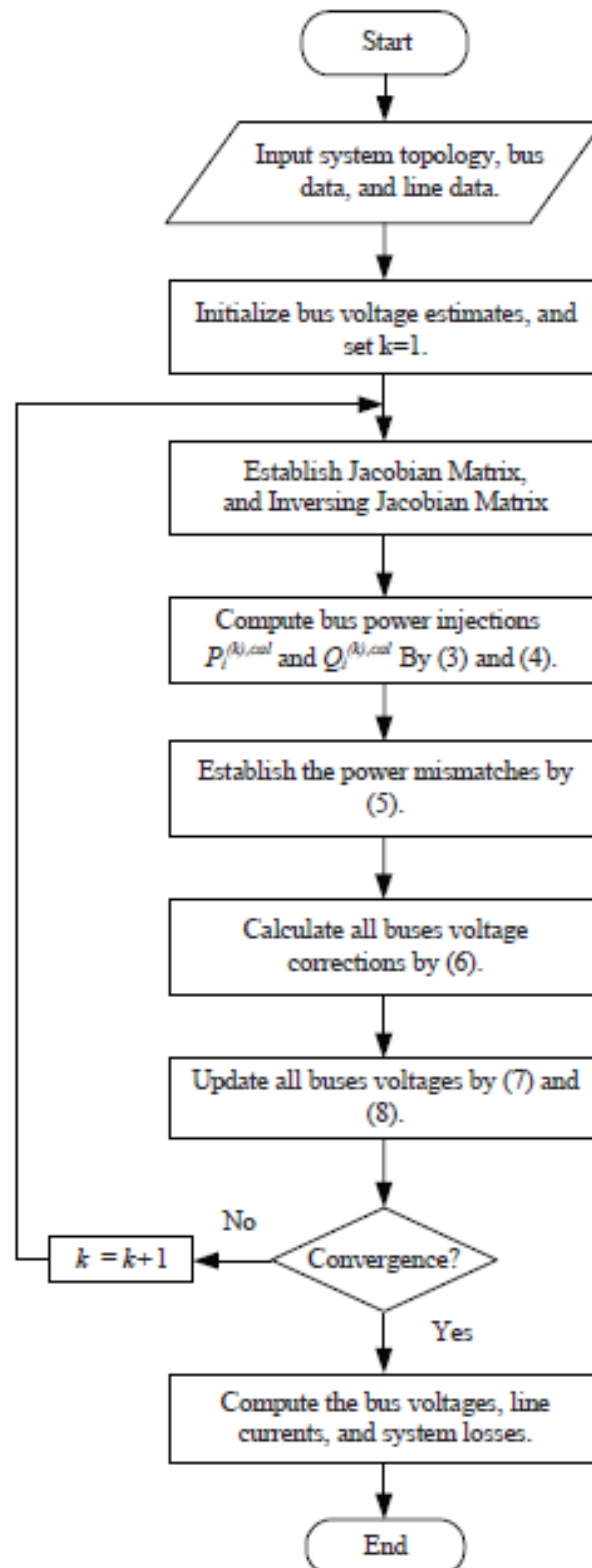 Start
Input system topology, bus
data, and line data.
Initialize bus voltage estimates, and
set k=1.
Establish Jacobian Matrix,
and Inversing Jacobian Matrix
Compute bus power injections
P_i^{(k),cal} and Q_i^{(k),cal} By (3) and (4).
Establish the power mismatches by
(5).
Calculate all buses voltage
corrections by (6).
Update all buses voltages by (7) and
(8).
No
k = k+1
Convergence?
Yes
Compute the bus voltages, line
currents, and system losses.
End